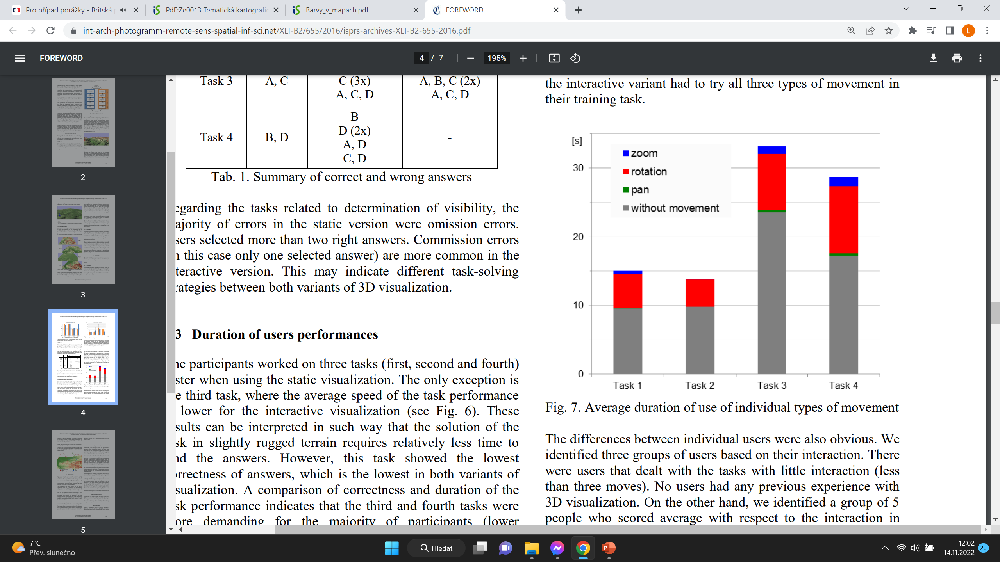 Pro případ porážky - Britská
PdF:Ze0013 Tematická kartografie
Barvy_v_mapach.pdf
FOREWORD
int-arch-photogramm-remote-sens-spatial-inf-sci.net/XLI-B2/655/2016/isprs-archives-XLI-B2-655-2016.pdf
L
FOREWORD
4 / 7
195%
2
3
4
5
Task 3
A, C
C (3x)
A, C, D
A, B, C (2x)
A, C, D
Task 4
B, D
B
D (2x)
A, D
C, D
-
Tab. 1. Summary of correct and wrong answers
egarding the tasks related to determination of visibility, the
ajority of errors in the static version were omission errors.
sers selected more than two right answers. Commission errors
n this case only one selected answer) are more common in the
teractive version. This may indicate different task-solving
rategies between both variants of 3D visualization.
3 Duration of users performances
he participants worked on three tasks (first, second and fourth)
ster when using the static visualization. The only exception is
e third task, where the average speed of the task performance
lower for the interactive visualization (see Fig. 6). These
sults can be interpreted in such way that the solution of the
sk in slightly rugged terrain requires relatively less time to
nd the answers. However, this task showed the lowest
orrectness of answers, which is the lowest in both variants of
sualization. A comparison of correctness and duration of the
sk performance indicates that the third and fourth tasks were
ore demanding for the majority of participants (lower
the interactive variant had to try all three types of movement in
their training task.
[s]
zoom
rotation
pan
without movement
30
20
10
0
Task 1
Task 2
Task 3
Task 4
Fig. 7. Average duration of use of individual types of movement
The differences between individual users were also obvious. We
identified three groups of users based on their interaction. There
were users that dealt with the tasks with little interaction (less
than three moves). No users had any previous experience with
3D visualization. On the other hand, we identified a group of 5
people who scored average with respect to the interaction in
7°C
Přev. slunečno
Hledat
12:02
14.11.2022
20